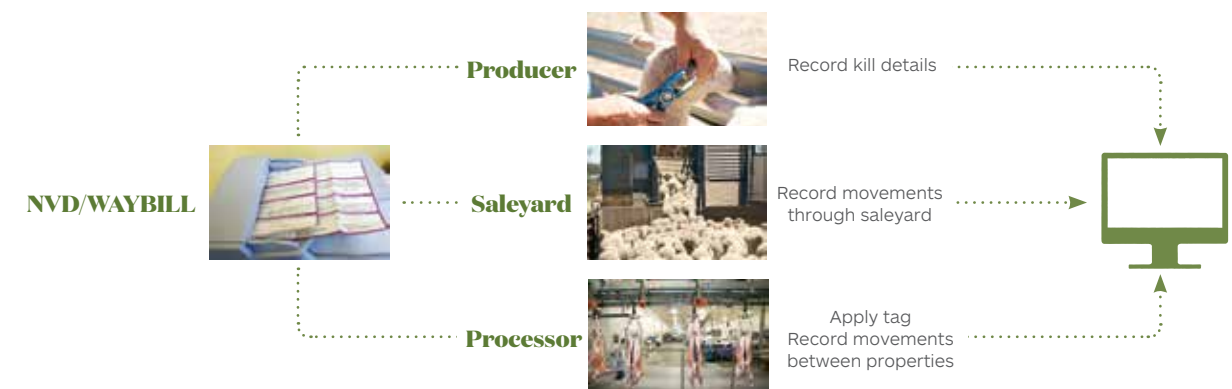 Producer
Record kill details
NVD/WAYBILL
Saleyard
Record movements
through saleyard
Processor
Apply tag
Record movements
between properties